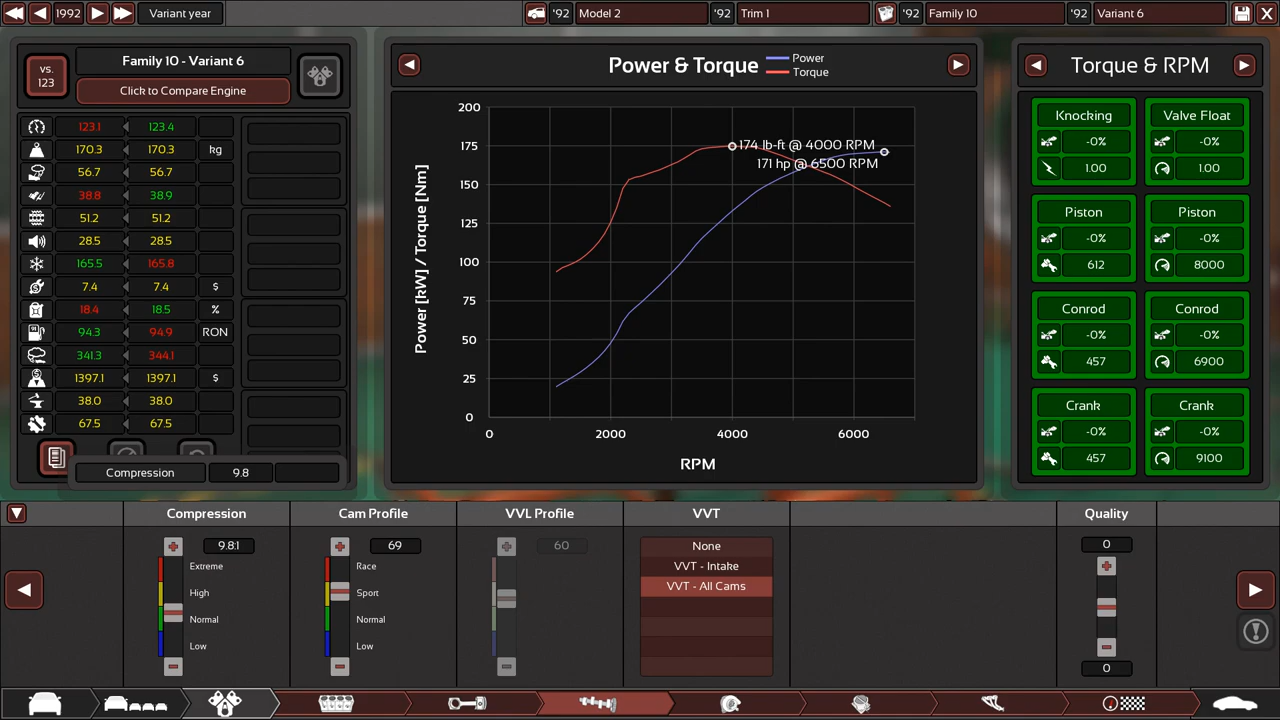 1992
Variant year
'92
Model 2
'92
Trim 1
'92
Family 10
'92
Variant 6
vs.
123
Family 10 - Variant 6
Click to Compare Engine
123.1 123.4
170.3 170.3 kg
56.7 56.7
38.8 38.9
51.2 51.2
28.5 28.5
165.5 165.8
7.4 7.4 $
18.4 18.5 %
94.3 94.9 RON
341.3 344.1
1397.1 1397.1 $
38.0 38.0
67.5 67.5
Compression 9.8
Power & Torque
Power
Torque
Power [kW] / Torque [Nm]
200
175
150
125
100
75
50
25
0
174 lb-ft @ 4000 RPM
171 hp @ 6500 RPM
0 2000 4000 6000
RPM
Torque & RPM
Knocking
-0%
1.00
Valve Float
-0%
1.00
Piston
-0%
612
Piston
-0%
8000
Conrod
-0%
457
Conrod
-0%
6900
Crank
-0%
457
Crank
-0%
9100
Compression
9.8:1
Extreme
High
Normal
Low
Cam Profile
69
Race
Sport
Normal
Low
VVL Profile
60
VVT
None
VVT - Intake
VVT - All Cams
Quality
0
0